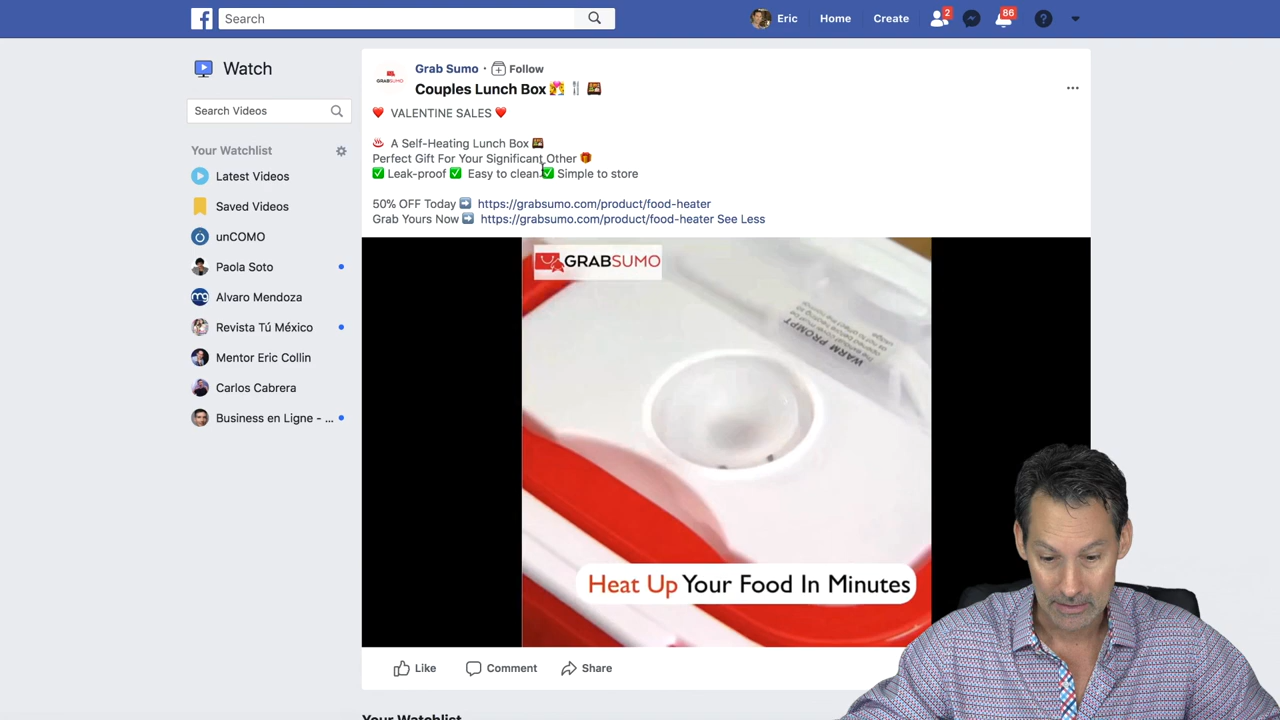 Search
Eric
Home
Create
2
86
Watch
Search Videos
Your Watchlist
Latest Videos
Saved Videos
unCOMO
Paola Soto
Alvaro Mendoza
Revista Tú México
Mentor Eric Collin
Carlos Cabrera
Business en Ligne - ...
GRABSUMO
Grab Sumo · Follow
Couples Lunch Box 💏 🍴 🍱
❤️ VALENTINE SALES ❤️
♨️ A Self-Heating Lunch Box 🍱
Perfect Gift For Your Significant Other 🎁
✅ Leak-proof ✅ Easy to clean ✅ Simple to store
50% OFF Today ➡️ https://grabsumo.com/product/food-heater
Grab Yours Now ➡️ https://grabsumo.com/product/food-heater See Less
GRABSUMO
WARM PROMPT
Heat Up Your Food In Minutes
Like
Comment
Share
Your Watchlist